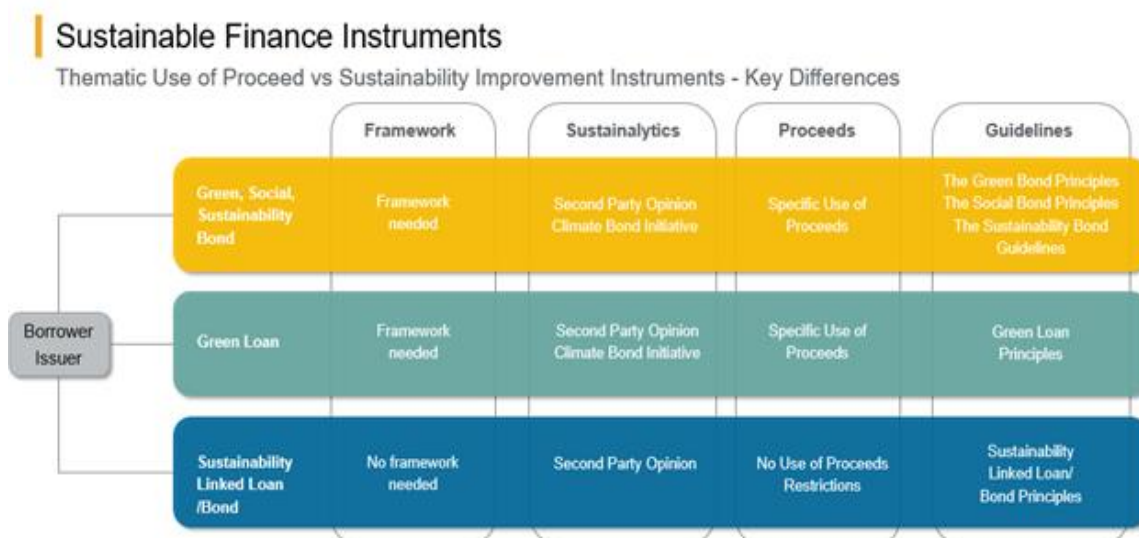 Sustainable Finance Instruments
Thematic Use of Proceed vs Sustainability Improvement Instruments - Key Differences
Framework
Sustainalytics
Proceeds
Guidelines
Green, Social,
Sustainability
Bond
Framework
needed
Second Party Opinion
Climate Bond Initiative
Specific Use of
Proceeds
The Green Bond Principles
The Social Bond Principles
The Sustainability Bond
Guidelines
Borrower
Issuer
Green Loan
Framework
needed
Second Party Opinion
Climate Bond Initiative
Specific Use of
Proceeds
Green Loan
Principles
Sustainability
Linked Loan
/Bond
No framework
needed
Second Party Opinion
No Use of Proceeds
Restrictions
Sustainability
Linked Loan/
Bond Principles